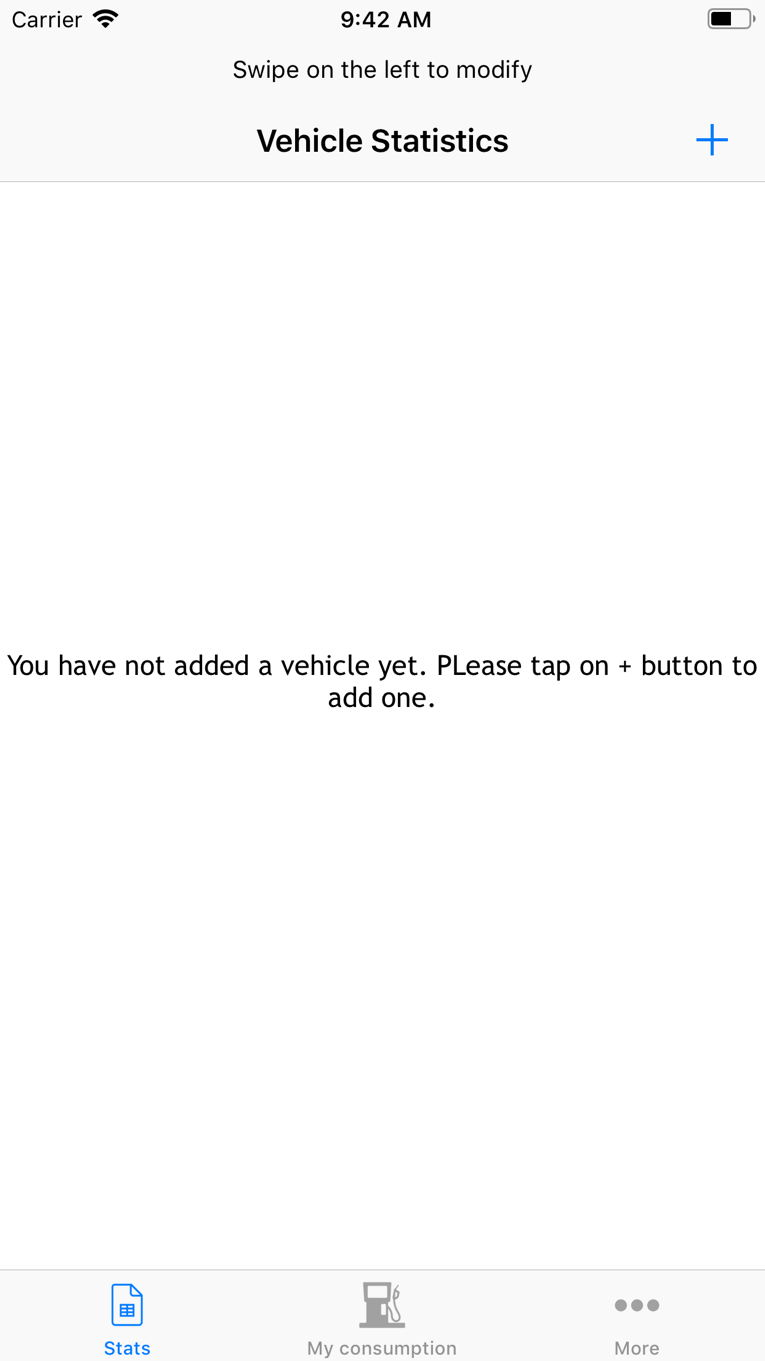 Carrier 9:42 AM
Swipe on the left to modify
Vehicle Statistics +
You have not added a vehicle yet. PLease tap on + button to
add one.
Stats My consumption More